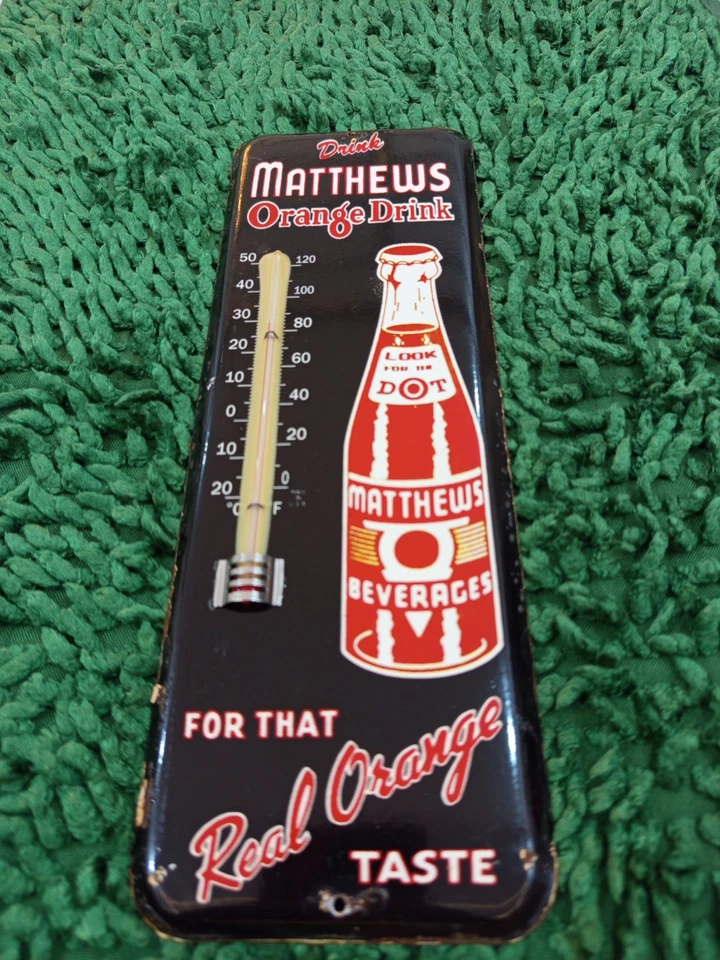 Drink
MATTHEWS
Orange Drink
50 120
40 100
30 80
20 60
10 40
0
10 20
20 0
°C F
LOOK
FOR THE
DOT
MATTHEWS
BEVERAGES
FOR THAT
Real Orange
TASTE